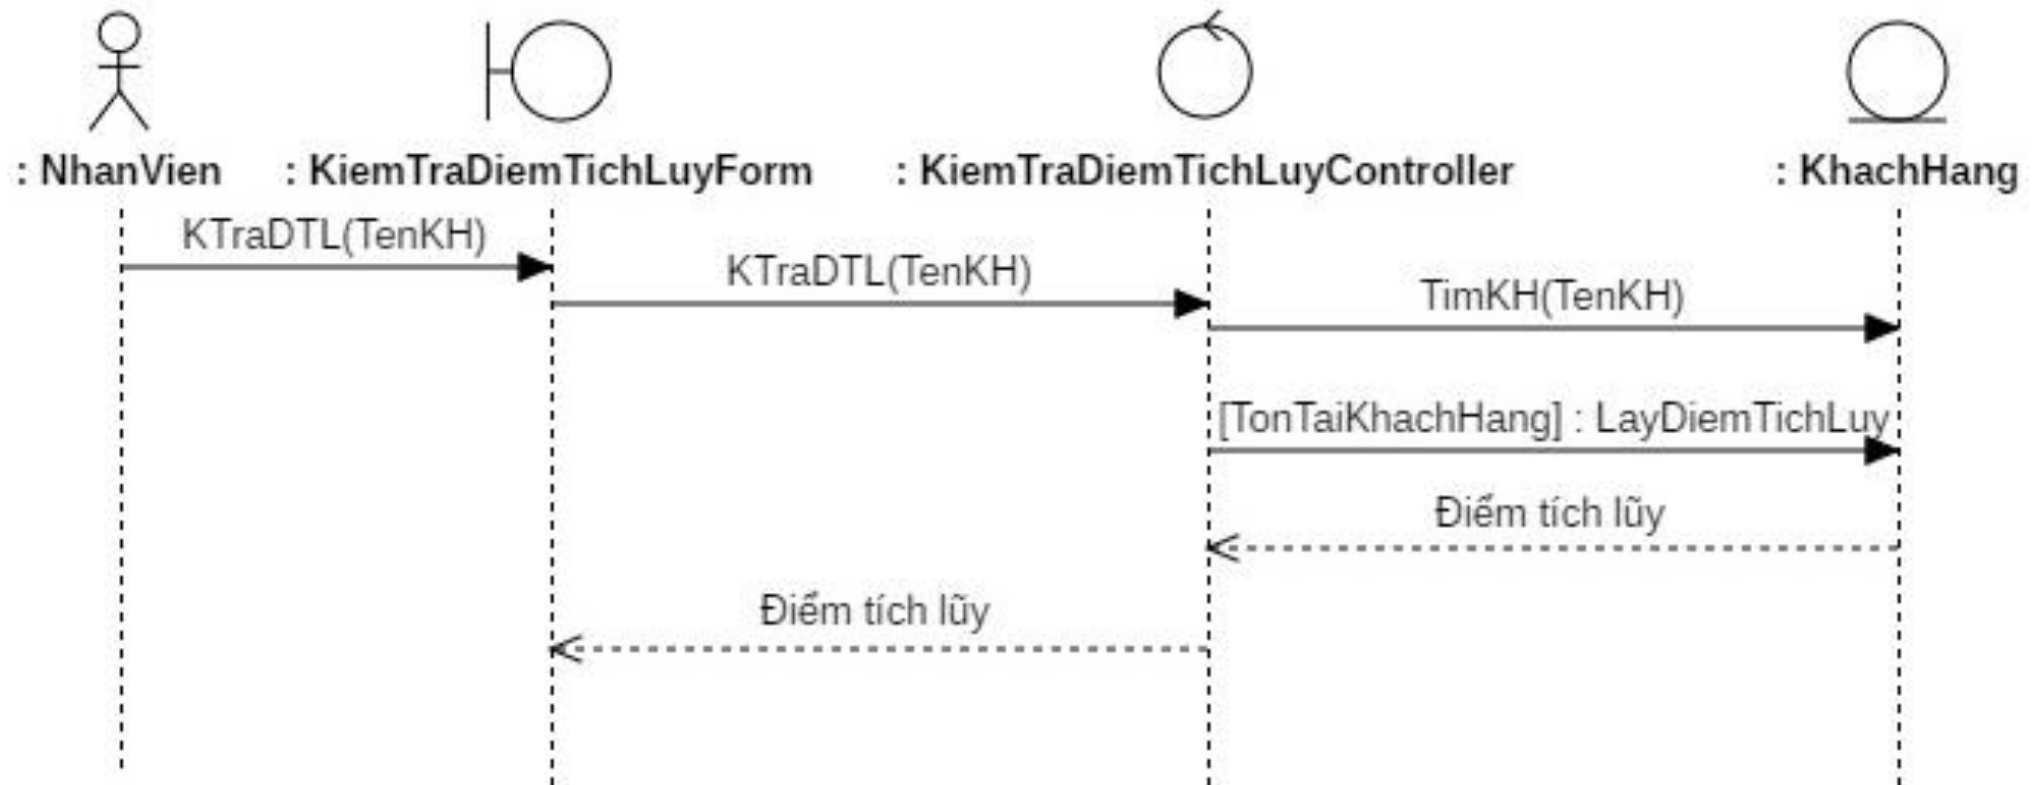 : NhanVien
: KiemTraDiemTichLuyForm
: KiemTraDiemTichLuyController
: KhachHang
KTraDTL(TenKH)
KTraDTL(TenKH)
TimKH(TenKH)
[TonTaiKhachHang] : LayDiemTichLuy
Điểm tích lũy
Điểm tích lũy